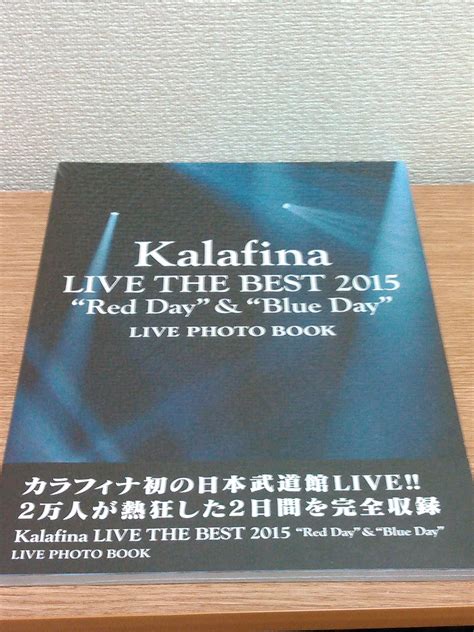 Kalafina
LIVE THE BEST 2015
“Red Day” & “Blue Day”
LIVE PHOTO BOOK
カラフィナ初の日本武道館LIVE!!
2万人が熱狂した2日間を完全収録
Kalafina LIVE THE BEST 2015 “Red Day” & “Blue Day”
LIVE PHOTO BOOK